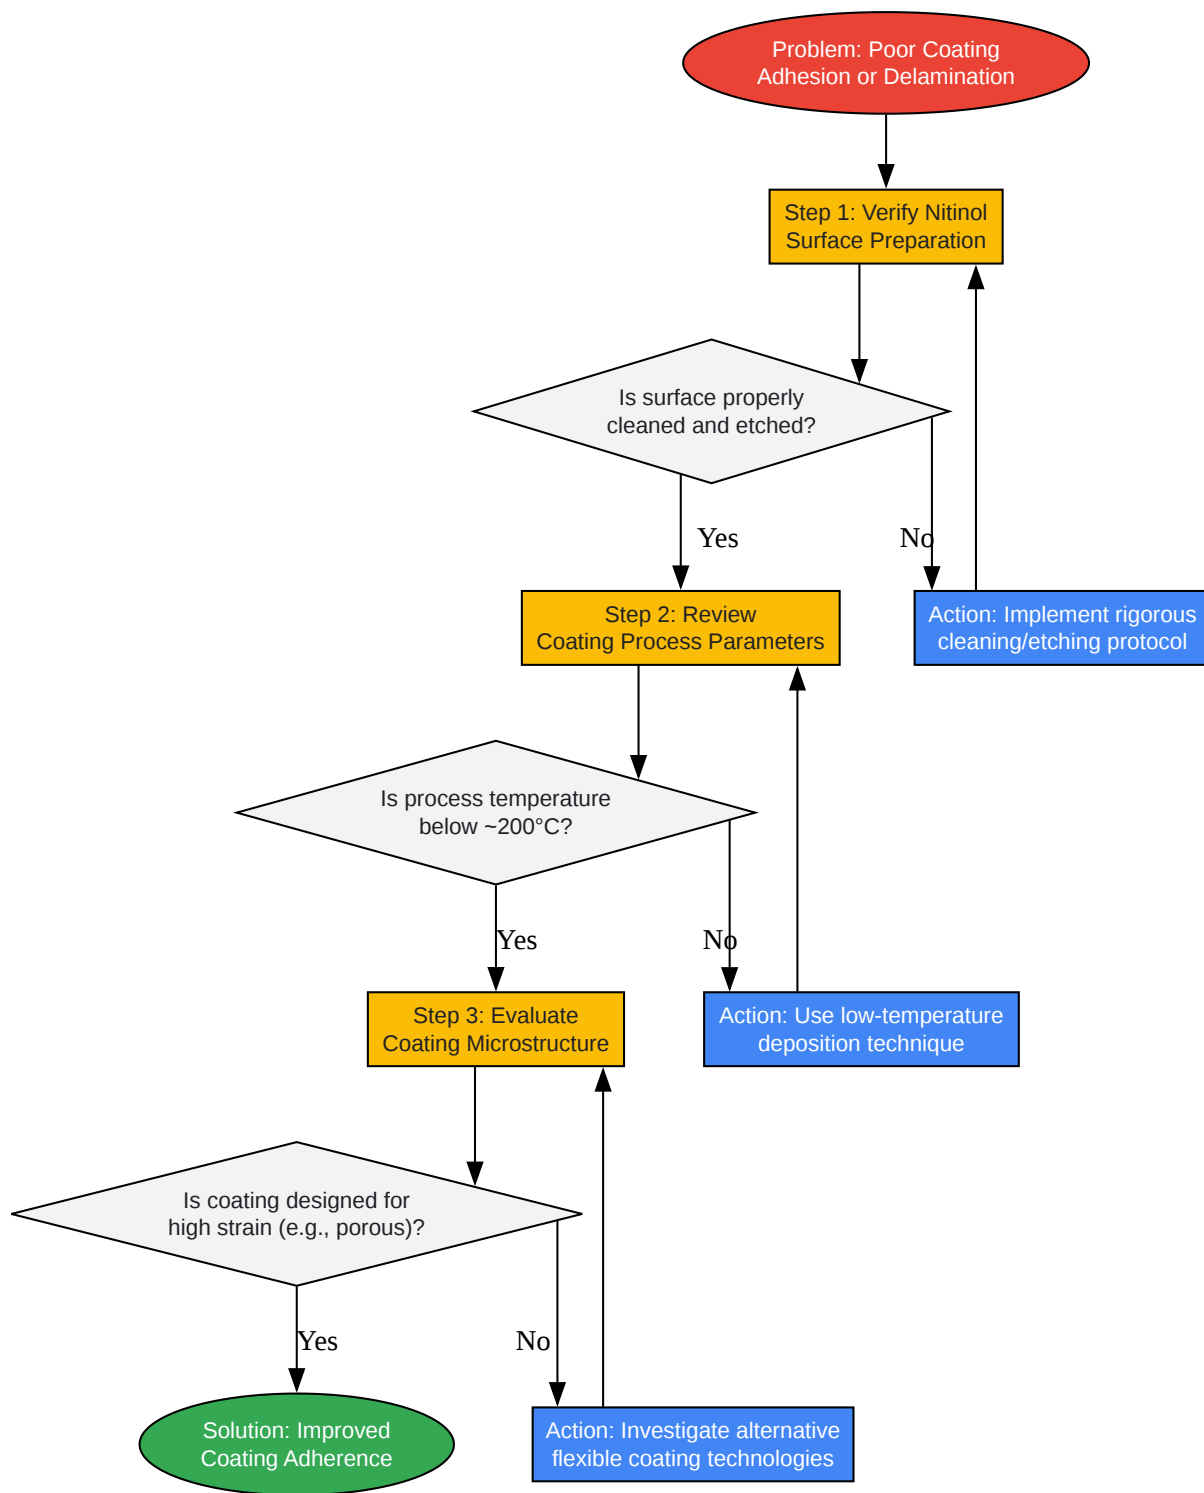 Problem: Poor Coating
Adhesion or Delamination
Step 1: Verify Nitinol
Surface Preparation
Is surface properly
cleaned and etched?
Yes
No
Step 2: Review
Coating Process Parameters
Action: Implement rigorous
cleaning/etching protocol
Is process temperature
below ~200°C?
Yes
No
Step 3: Evaluate
Coating Microstructure
Action: Use low-temperature
deposition technique
Is coating designed for
high strain (e.g., porous)?
Yes
No
Solution: Improved
Coating Adherence
Action: Investigate alternative
flexible coating technologies